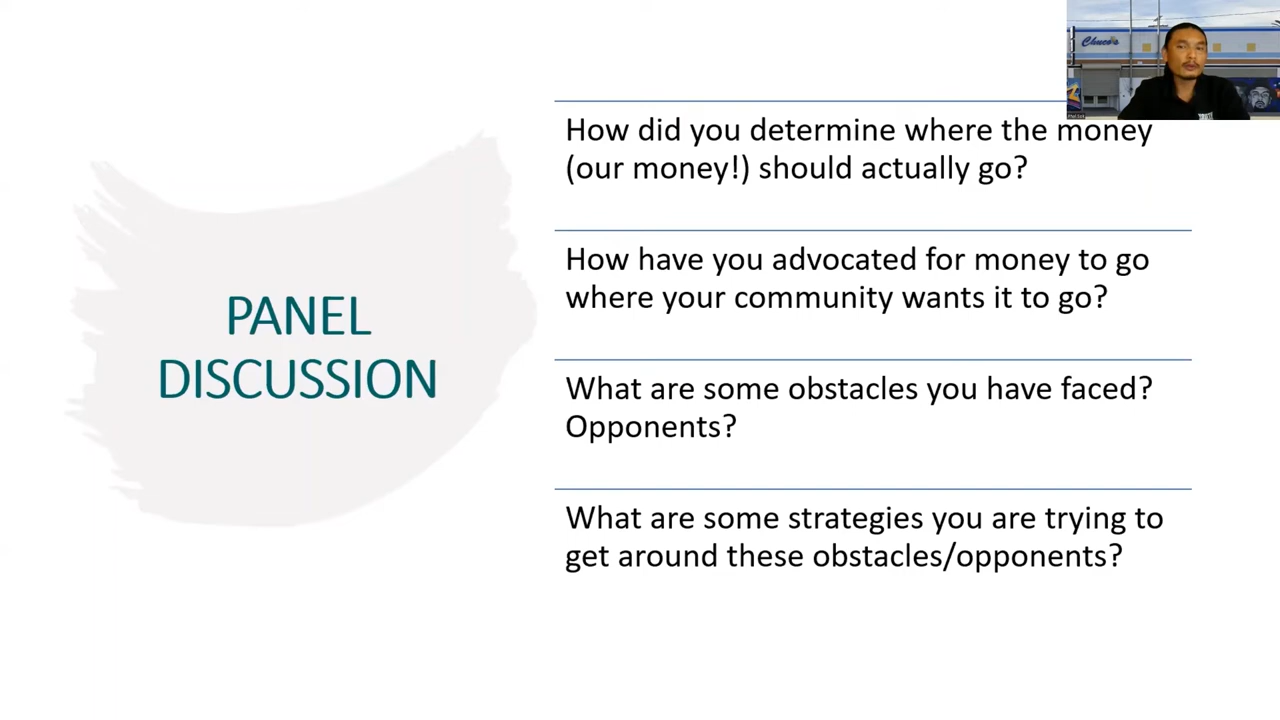 Chuco's
How did you determine where the money
(our money!) should actually go?
How have you advocated for money to go
where your community wants it to go?
PANEL
DISCUSSION
What are some obstacles you have faced?
Opponents?
What are some strategies you are trying to
get around these obstacles/opponents?